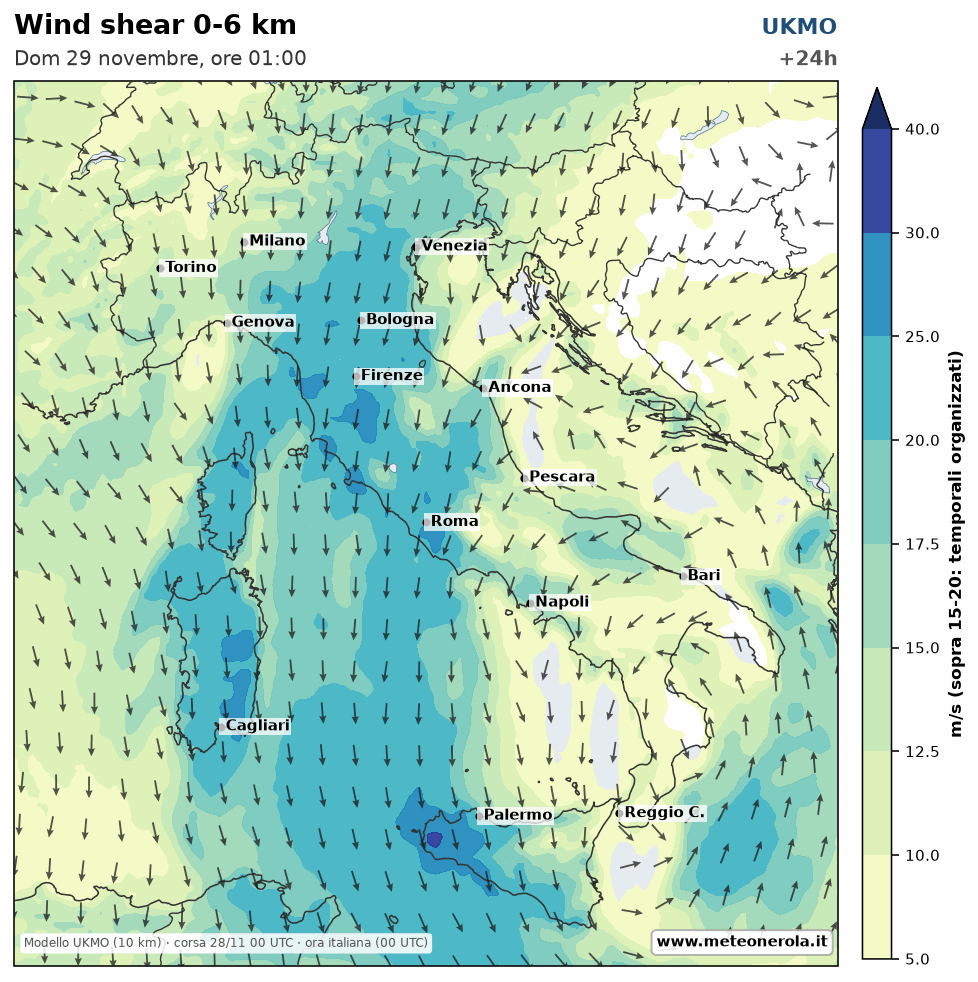 Wind shear 0-6 km
UKMO
Dom 29 novembre, ore 01:00
+24h
Milano
Venezia
Torino
Genova
Bologna
Firenze
Ancona
Pescara
Roma
Bari
Napoli
Cagliari
Palermo
Reggio C.
Modello UKMO (10 km) · corsa 28/11 00 UTC · ora italiana (00 UTC)
www.meteonerola.it
40.0
30.0
25.0
20.0
17.5
15.0
12.5
10.0
5.0
m/s (sopra 15-20: temporali organizzati)